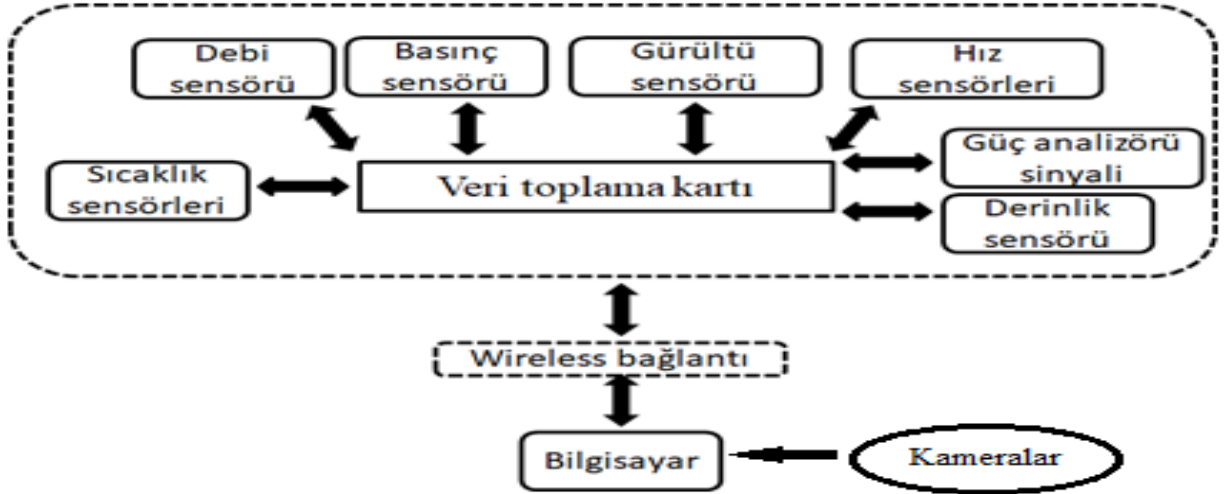 Debi
sensörü
Basınç
sensörü
Gürültü
sensörü
Hız
sensörleri
Sıcaklık
sensörleri
Veri toplama kartı
Güç analizörü
sinyali
Derinlik
sensörü
Wireless bağlantı
Bilgisayar
Kameralar